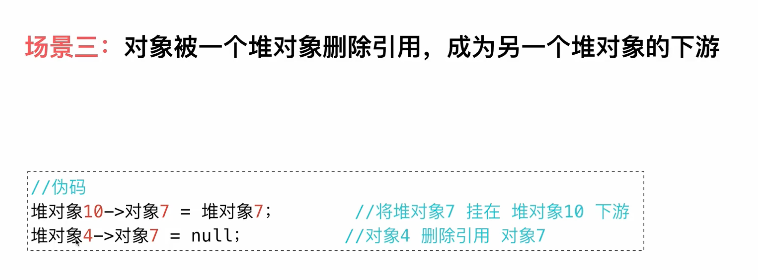 场景三：对象被一个堆对象删除引用，成为另一个堆对象的下游
//伪码
堆对象10->对象7 = 堆对象7; //将堆对象7 挂在 堆对象10 下游
堆对象4->对象7 = null; //对象4 删除引用 对象7